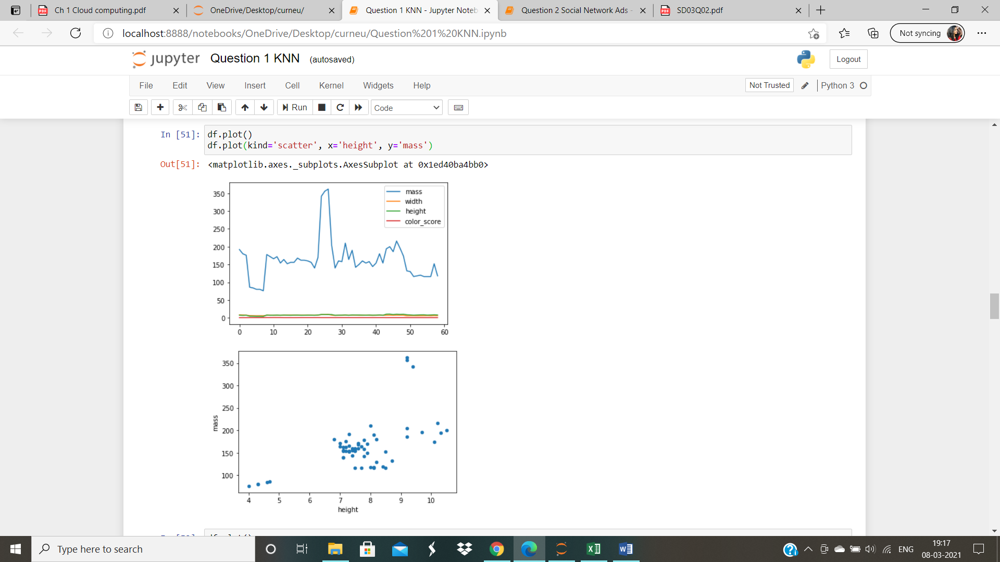 Ch 1 Cloud computing.pdf
OneDrive/Desktop/curneu/
Question 1 KNN - Jupyter Noteb
Question 2 Social Network Ads -
SD03Q02.pdf
localhost:8888/notebooks/OneDrive/Desktop/curneu/Question%201%20KNN.ipynb
Not syncing
jupyter Question 1 KNN (autosaved)
Logout
File Edit View Insert Cell Kernel Widgets Help
Not Trusted
Python 3
Run
Code
In [51]: df.plot()
df.plot(kind='scatter', x='height', y='mass')
Out[51]: <matplotlib.axes._subplots.AxesSubplot at 0x1ed40ba4bb0>
mass
width
height
color_score
350
300
250
200
150
100
50
0
0 10 20 30 40 50 60
350
300
250
200
150
100
mass
4 5 6 7 8 9 10
height
Type here to search
ENG
19:17
08-03-2021